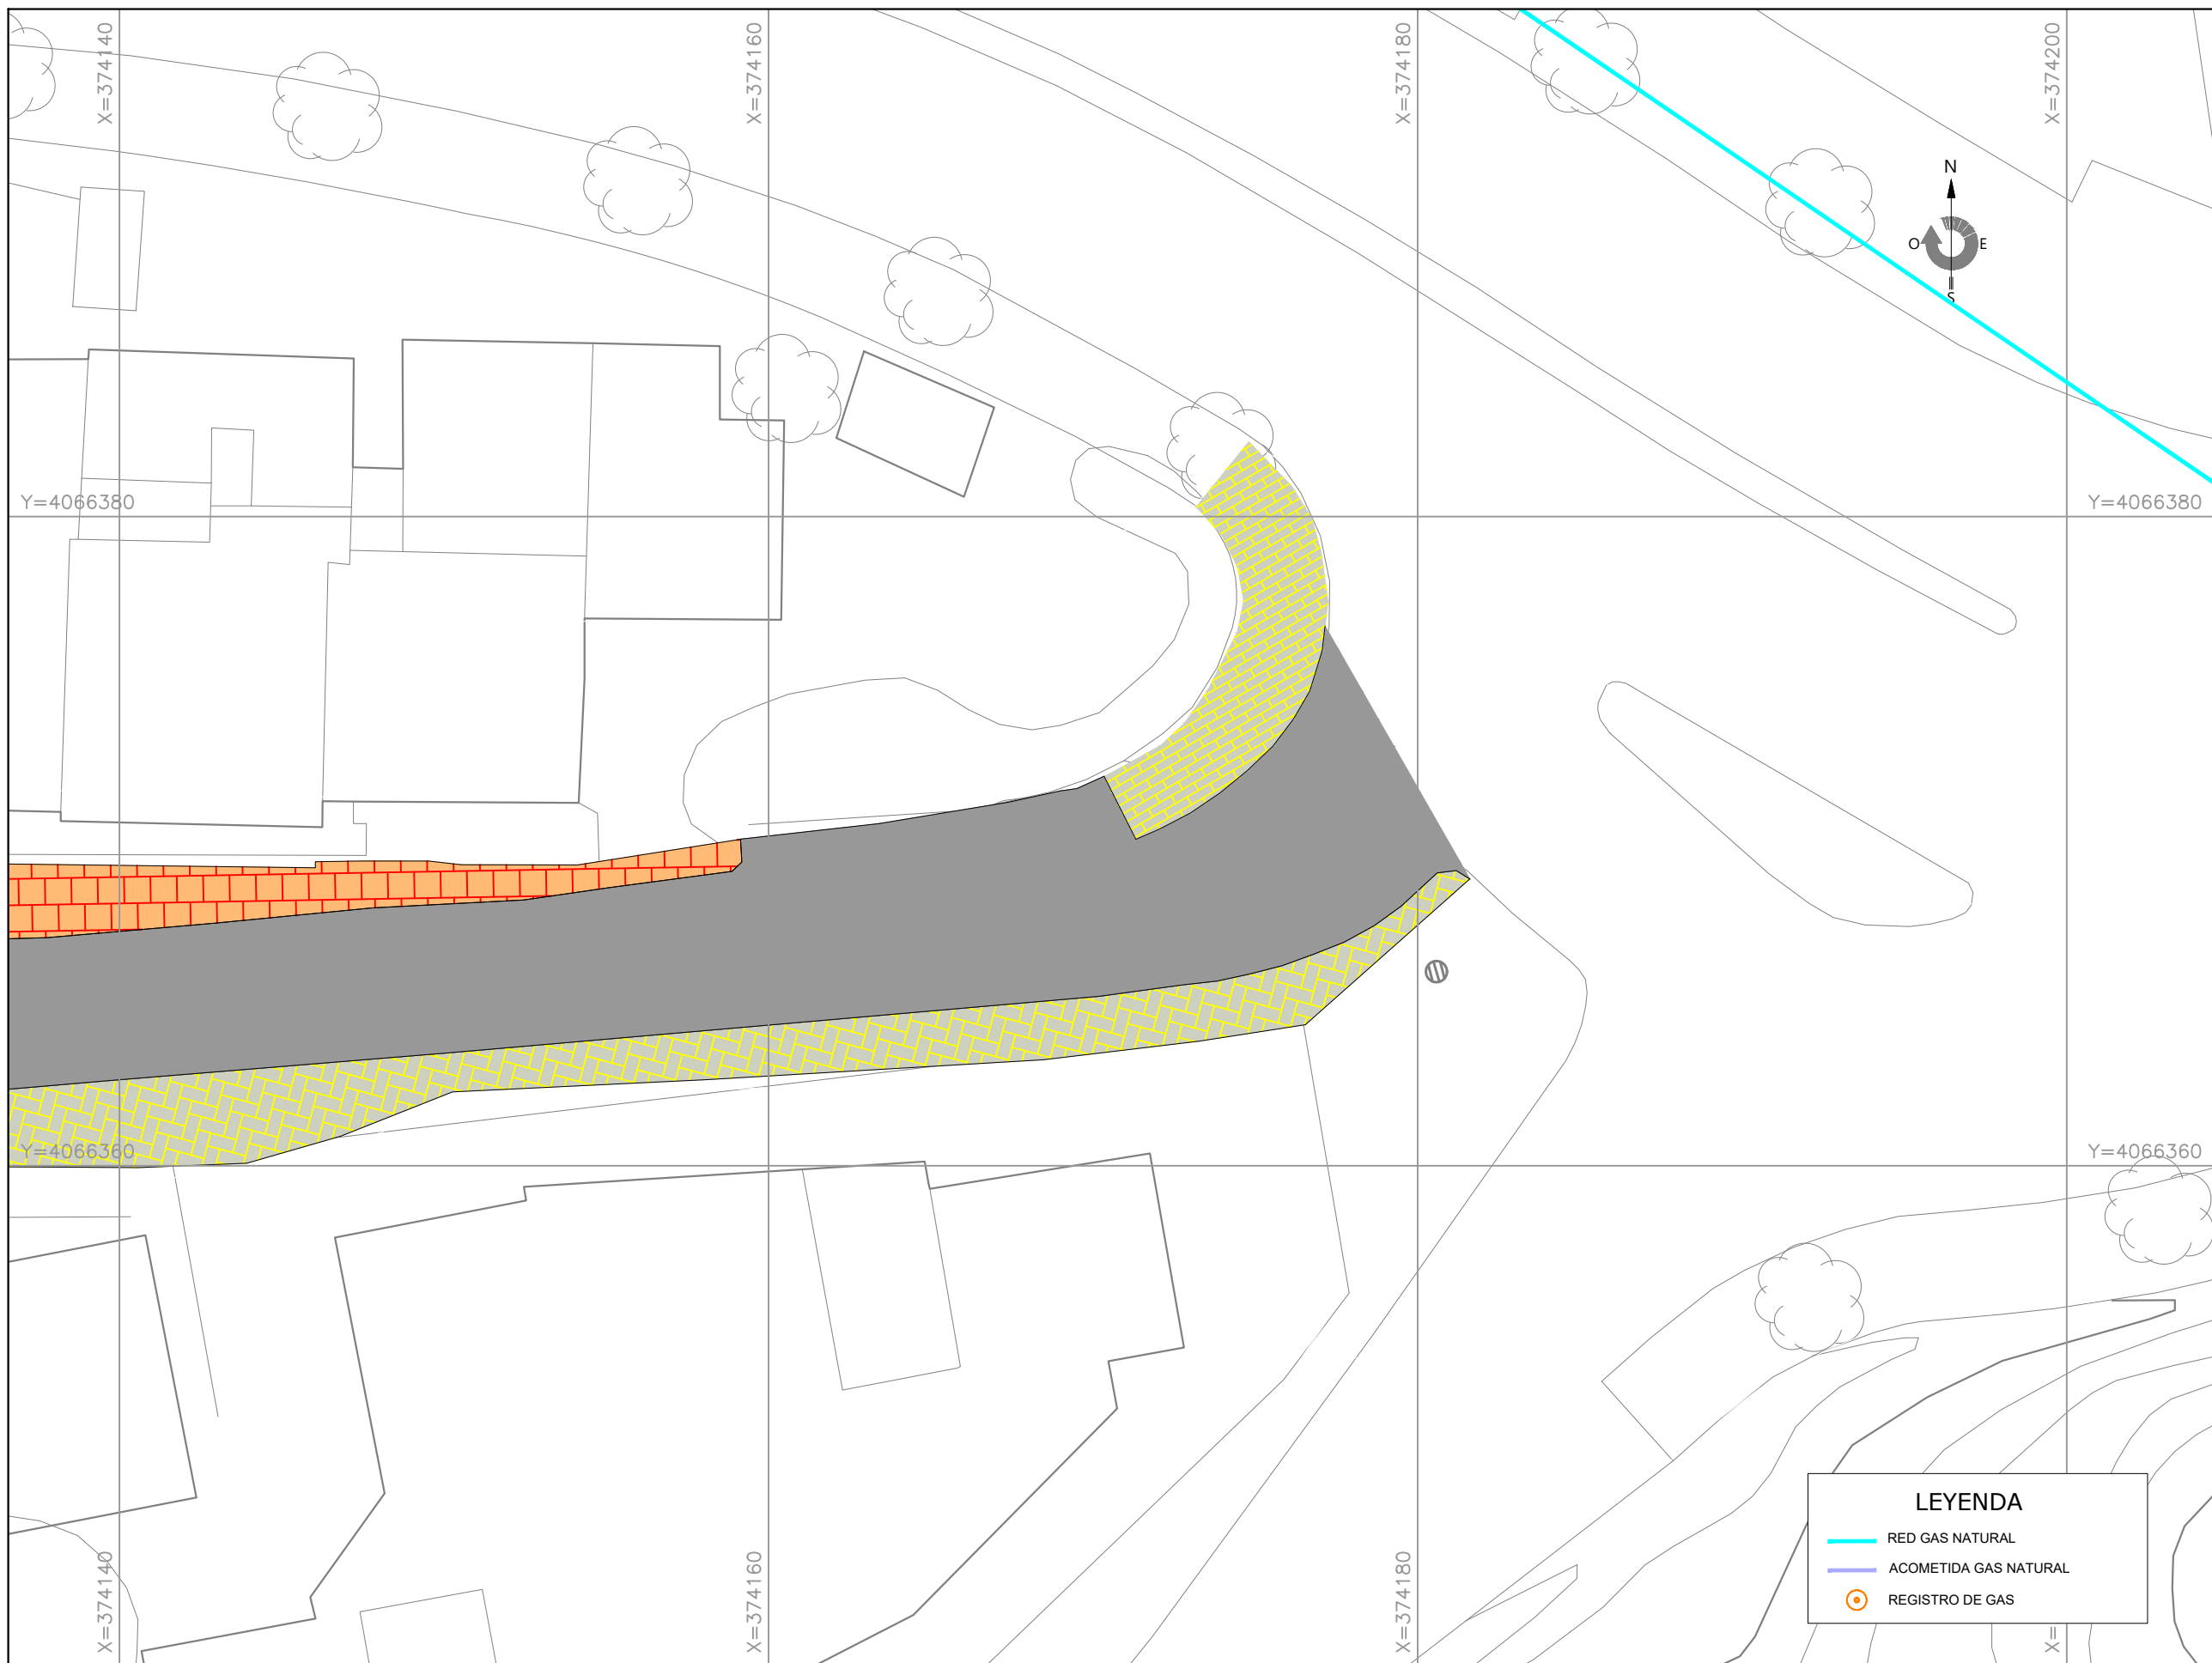 X=374140
X=374160
X=374180
X=374200
N
O
E
S
Y=4066380
Y=4066380
Y=4066360
Y=4066360
LEYENDA
RED GAS NATURAL
ACOMETIDA GAS NATURAL
REGISTRO DE GAS
X=374140
X=374160
X=374180
X=